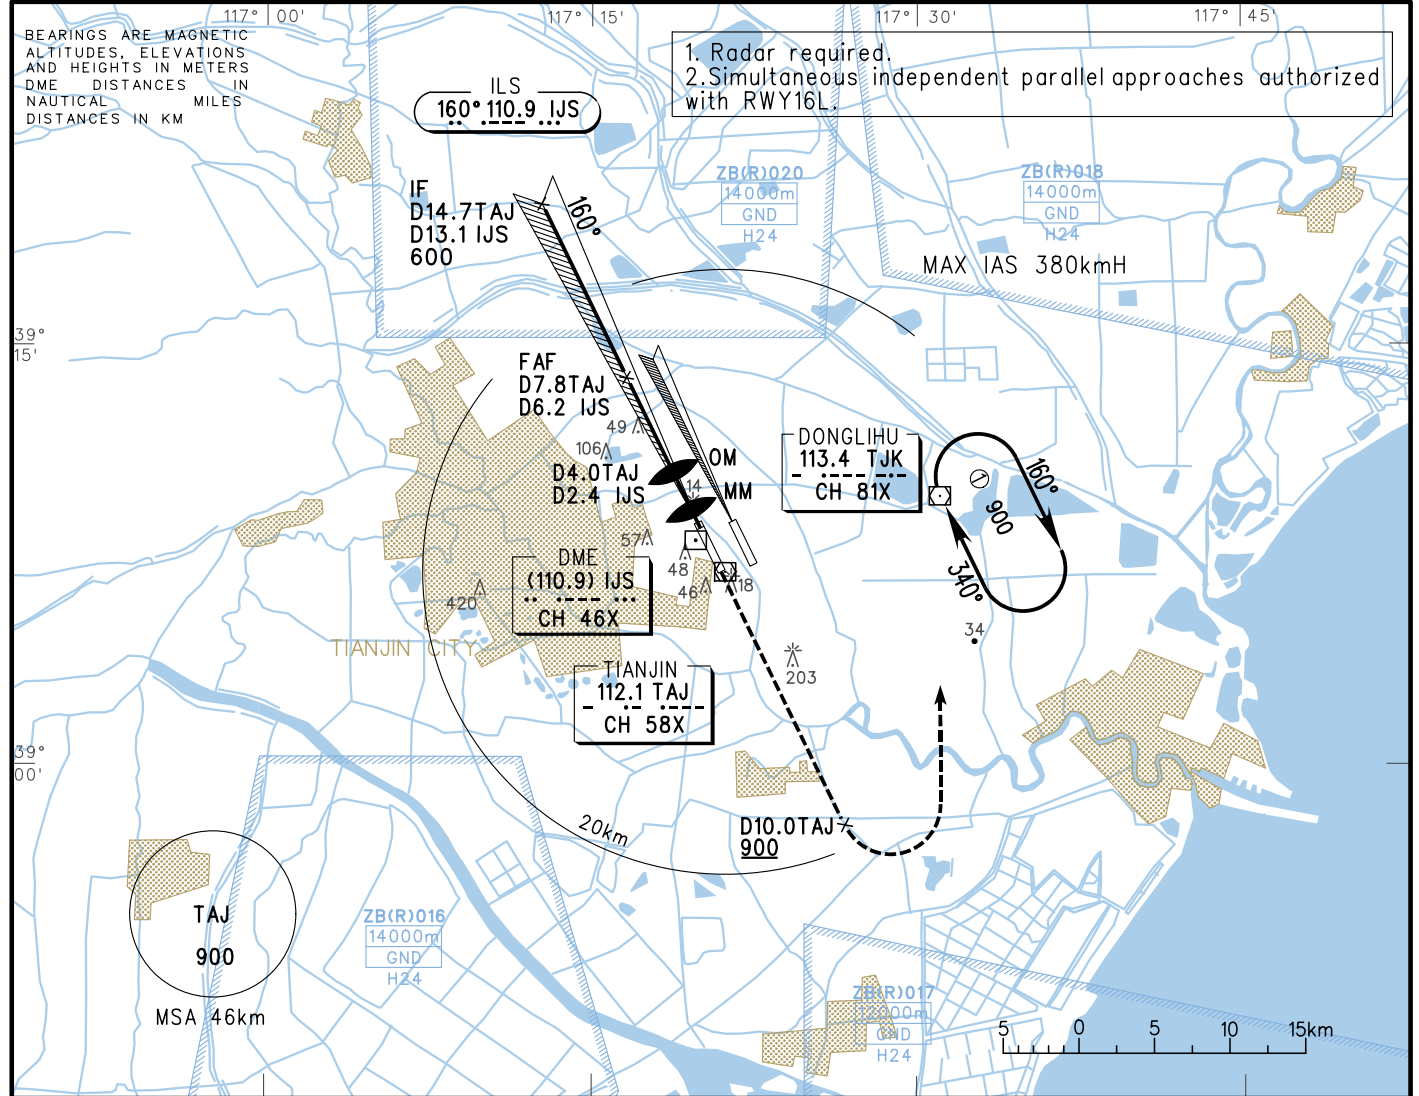 117° 00'
117° 15'
117° 30'
117° 45'
BEARINGS ARE MAGNETIC
ALTITUDES, ELEVATIONS
AND HEIGHTS IN METERS
DME DISTANCES IN
NAUTICAL MILES
DISTANCES IN KM
1. Radar required.
2.Simultaneous independent parallel approaches authorized
with RWY16L.
ILS
160° 110.9 IJS
IF
D14.7TAJ
D13.1 IJS
600
160°
ZB(R)020
14000m
GND
H24
ZB(R)018
14000m
GND
H24
MAX IAS 380kmH
39°
15'
FAF
D7.8TAJ
D6.2 IJS
49
106
D4.0TAJ
D2.4 IJS
OM
14
MM
DONGLIHU
113.4 TJK
CH 81X
1
900
160°
340°
57
48
46
18
420
DME
(110.9) IJS
CH 46X
TIANJIN CITY
34
203
TIANJIN
112.1 TAJ
CH 58X
39°
00'
20km
D10.0TAJ
900
TAJ
900
MSA 46km
ZB(R)016
14000m
GND
H24
ZB(R)017
12000m
GND
H24
5 0 5 10 15km